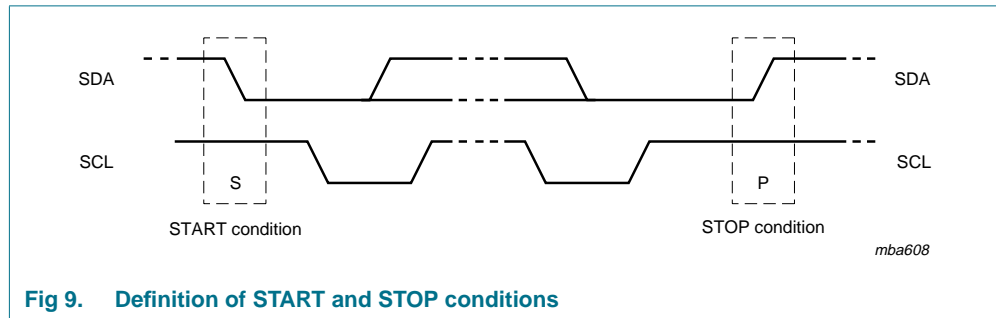 SDA SDA
SCL SCL
S P
START condition STOP condition
mba608
Fig 9. Definition of START and STOP conditions